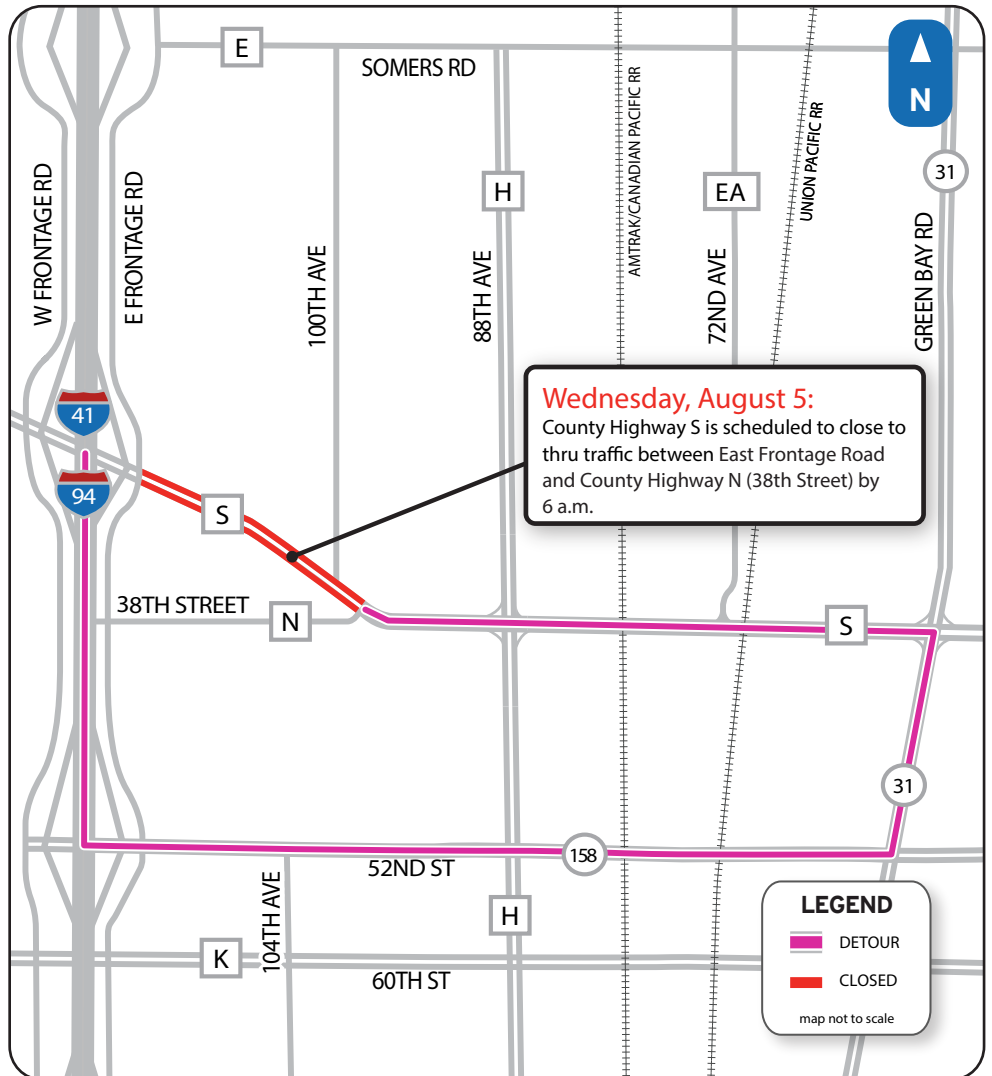 E
SOMERS RD
N
W FRONTAGE RD
E FRONTAGE RD
100TH AVE
H
88TH AVE
AMTRAK/CANADIAN PACIFIC RR
EA
72ND AVE
UNION PACIFIC RR
31
GREEN BAY RD
41
94
S
Wednesday, August 5:
County Highway S is scheduled to close to
thru traffic between East Frontage Road
and County Highway N (38th Street) by
6 a.m.
38TH STREET
N
S
31
52ND ST
158
104TH AVE
H
K
60TH ST
LEGEND
DETOUR
CLOSED
map not to scale